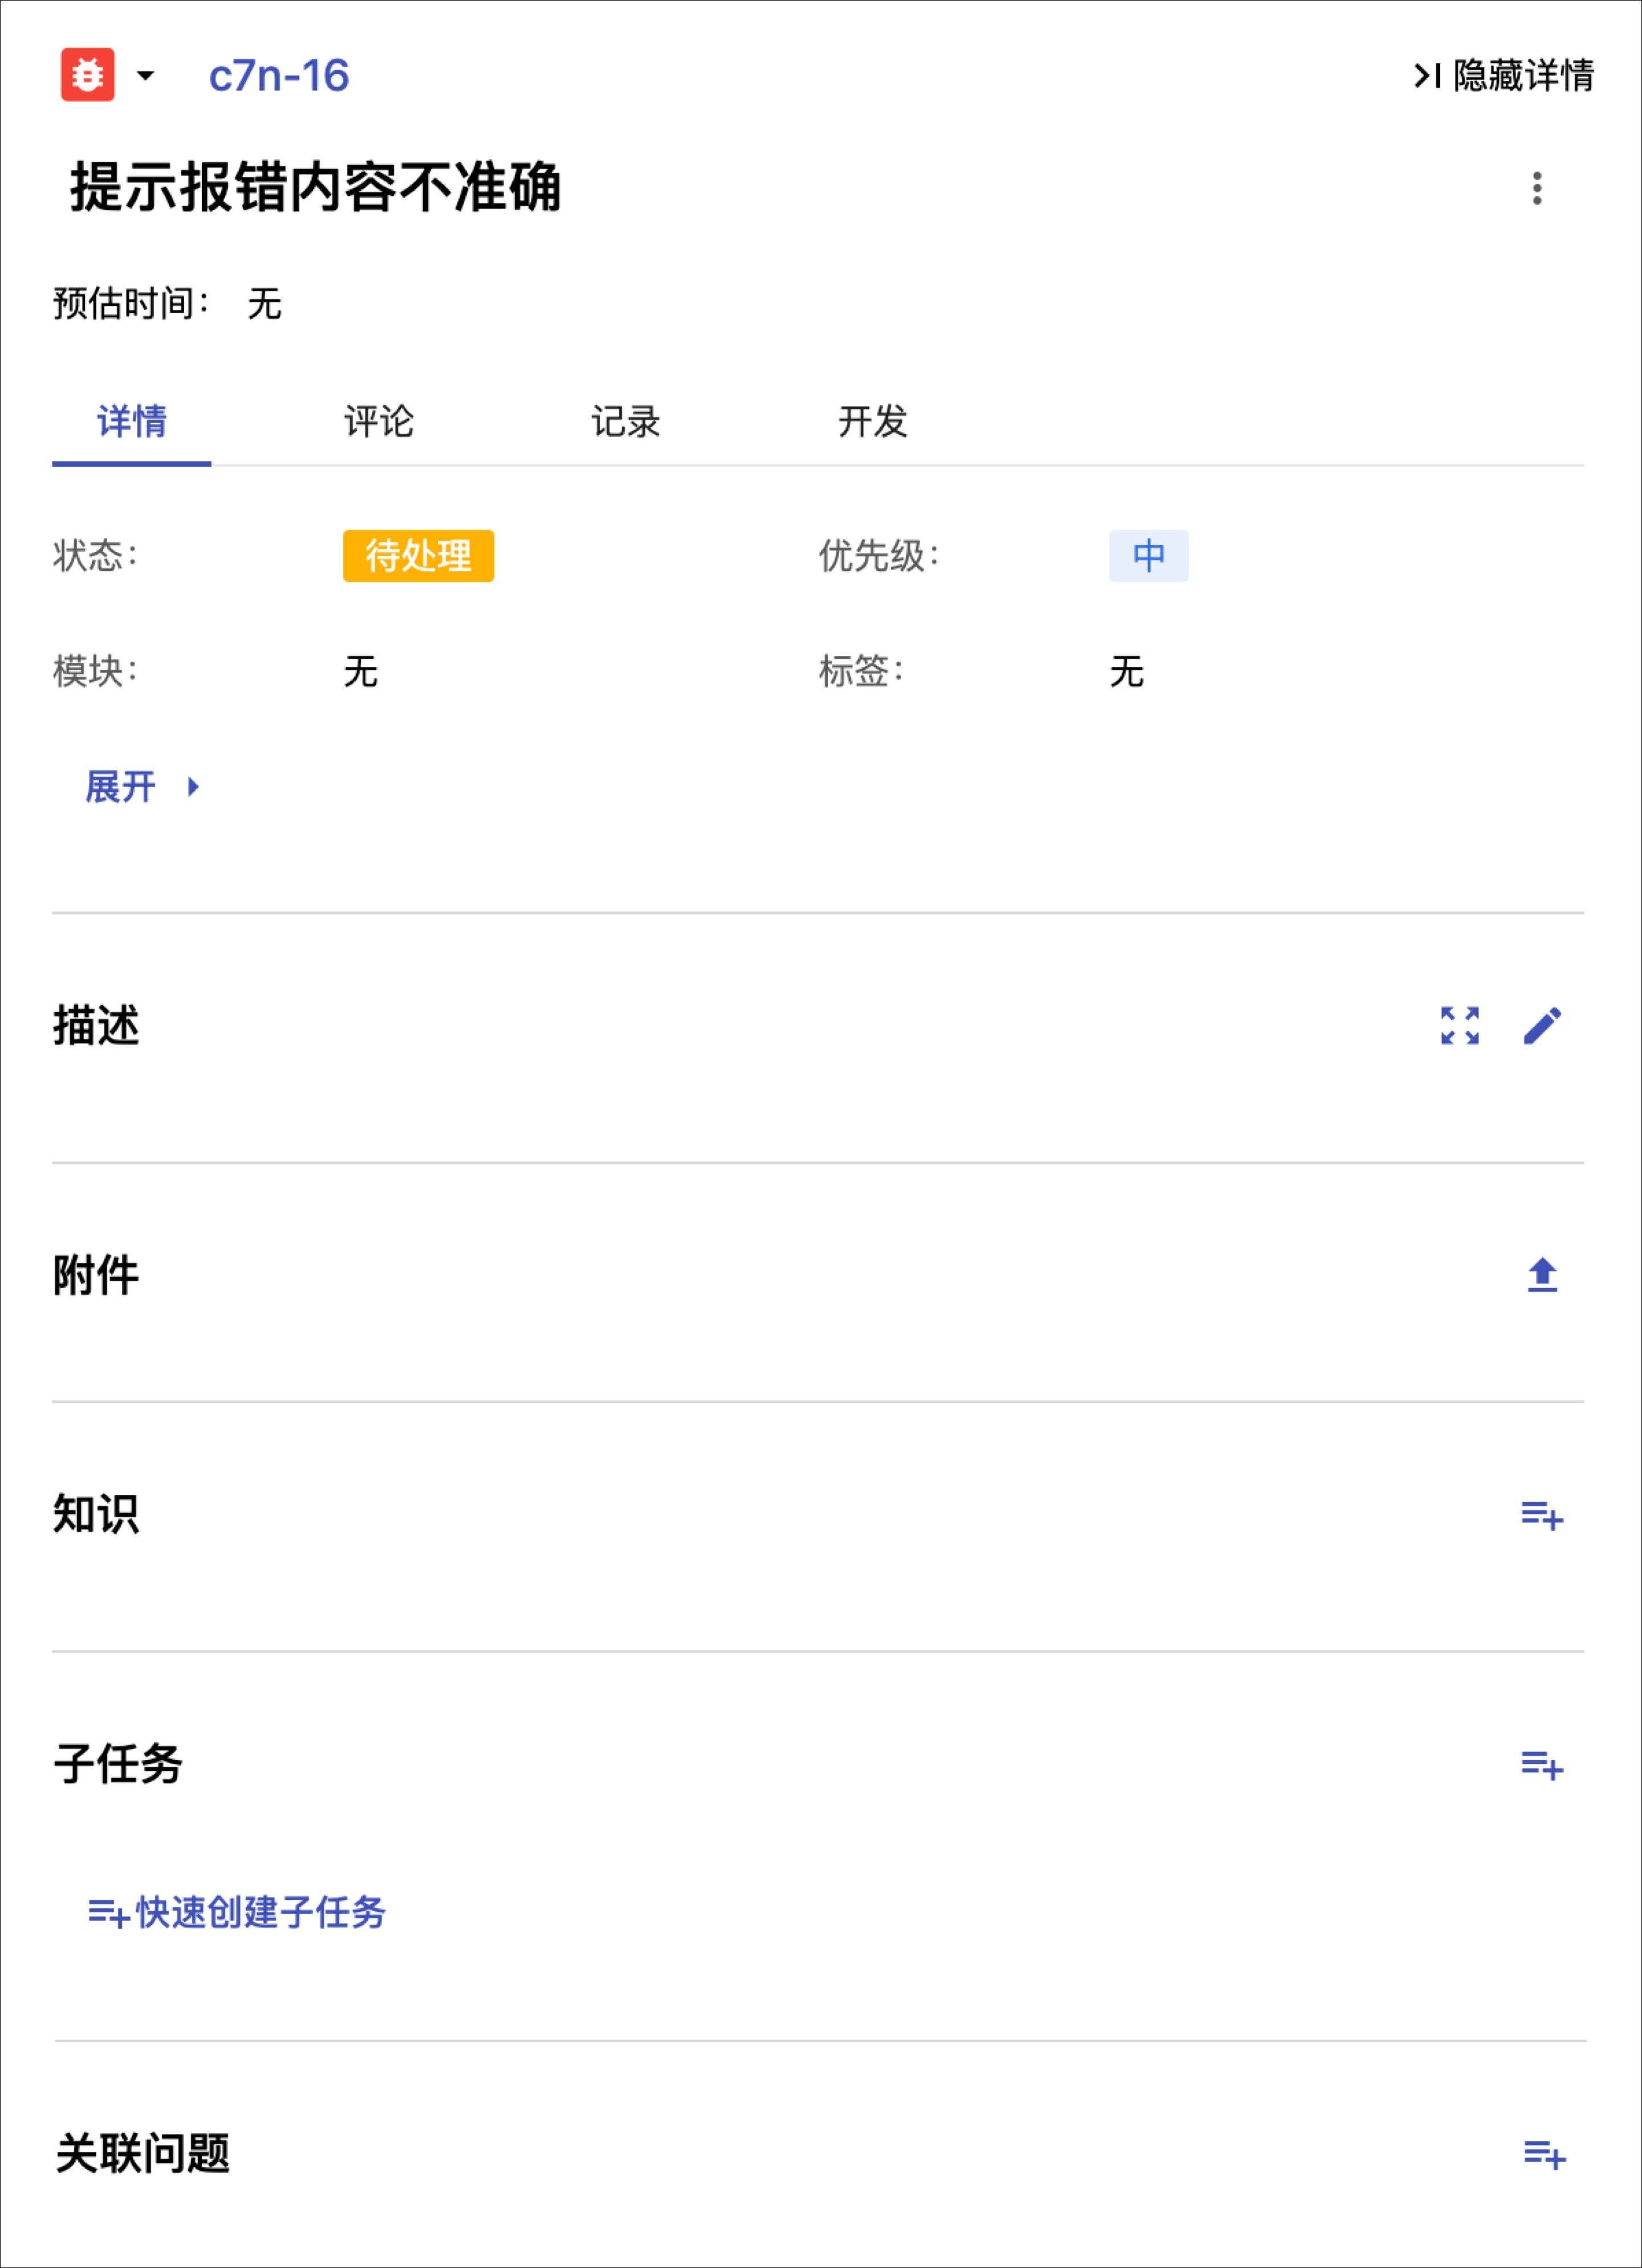 c7n-16 隐藏详情
提示报错内容不准确
预估时间： 无
详情 评论 记录 开发
状态： 待处理 优先级： 中
模块： 无 标签： 无
展开
描述
附件
知识
子任务
快速创建子任务
关联问题